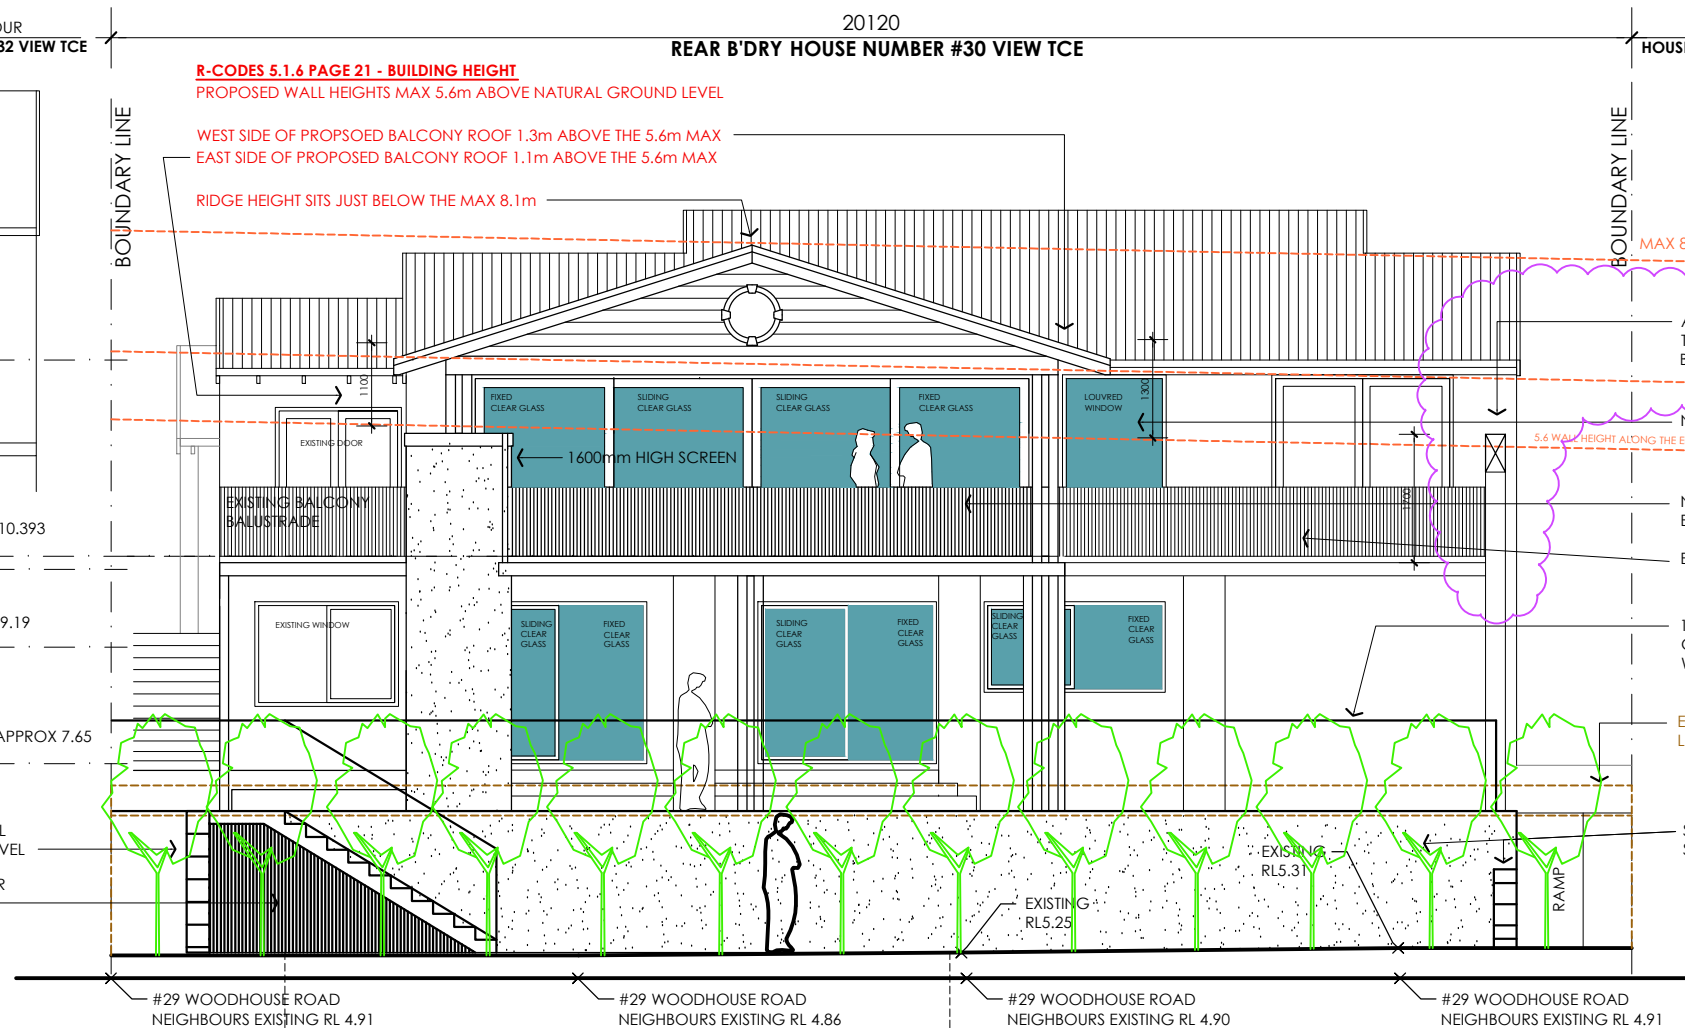 OUR
32 VIEW TCE
20120
REAR B'DRY HOUSE NUMBER #30 VIEW TCE
HOUSE
R-CODES 5.1.6 PAGE 21 - BUILDING HEIGHT
PROPOSED WALL HEIGHTS MAX 5.6m ABOVE NATURAL GROUND LEVEL
WEST SIDE OF PROPSOED BALCONY ROOF 1.3m ABOVE THE 5.6m MAX
EAST SIDE OF PROPOSED BALCONY ROOF 1.1m ABOVE THE 5.6m MAX
RIDGE HEIGHT SITS JUST BELOW THE MAX 8.1m
BOUNDARY LINE
BOUNDARY LINE
MAX 8
1100
1300
FIXED
CLEAR GLASS
SLIDING
CLEAR GLASS
SLIDING
CLEAR GLASS
FIXED
CLEAR GLASS
LOUVRED
WINDOW
EXISTING DOOR
5.6 WALL HEIGHT ALONG THE E
1600mm HIGH SCREEN
EXISTING BALCONY
BALUSTRADE
1700
10.393
9.19
EXISTING WINDOW
SLIDING
CLEAR
GLASS
FIXED
CLEAR
GLASS
SLIDING
CLEAR
GLASS
FIXED
CLEAR
GLASS
SLIDING
CLEAR
GLASS
FIXED
CLEAR
GLASS
APPROX 7.65
EXISTING
RL5.31
EXISTING
RL5.25
RAMP
#29 WOODHOUSE ROAD
NEIGHBOURS EXISTING RL 4.91
#29 WOODHOUSE ROAD
NEIGHBOURS EXISTING RL 4.86
#29 WOODHOUSE ROAD
NEIGHBOURS EXISTING RL 4.90
#29 WOODHOUSE ROAD
NEIGHBOURS EXISTING RL 4.91